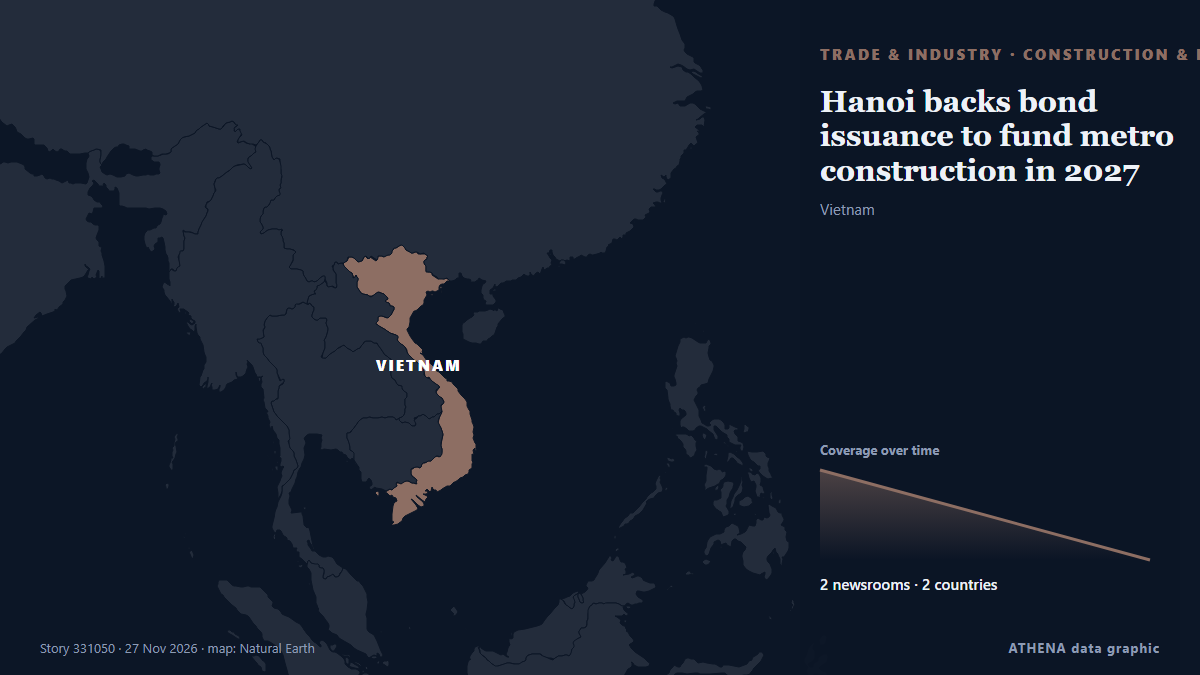 TRADE & INDUSTRY · CONSTRUCTION &
Hanoi backs bond
issuance to fund metro
construction in 2027
Vietnam
VIETNAM
Coverage over time
2 newsrooms · 2 countries
Story 331050 · 27 Nov 2026 · map: Natural Earth
ATHENA data graphic